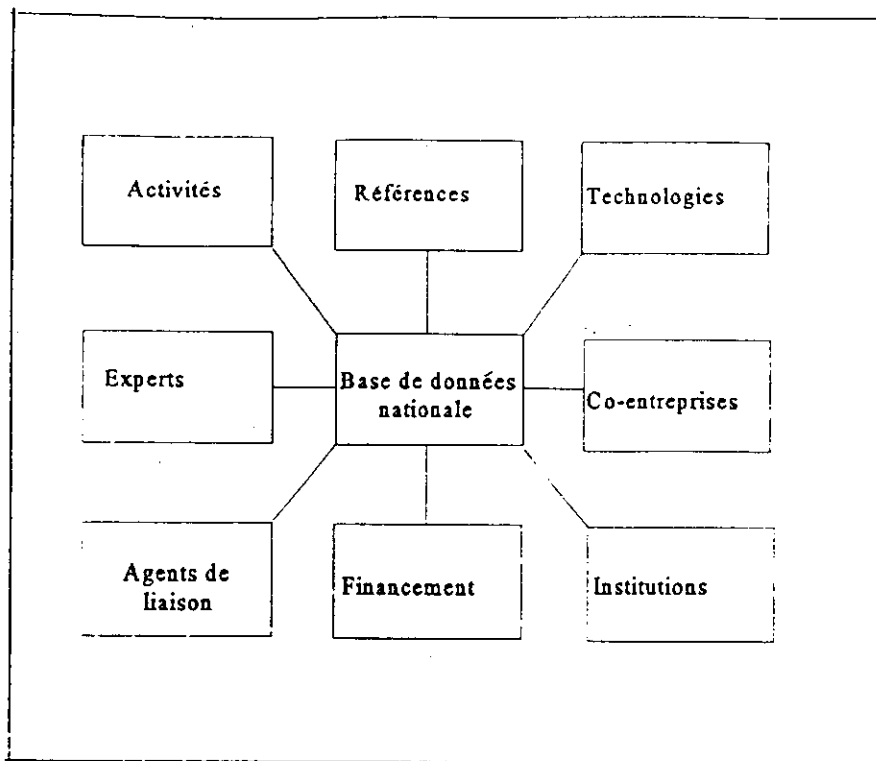 Activités
Références
Technologies
Experts
Base de données
nationale
Co-entreprises
Agents de
liaison
Financement
Institutions